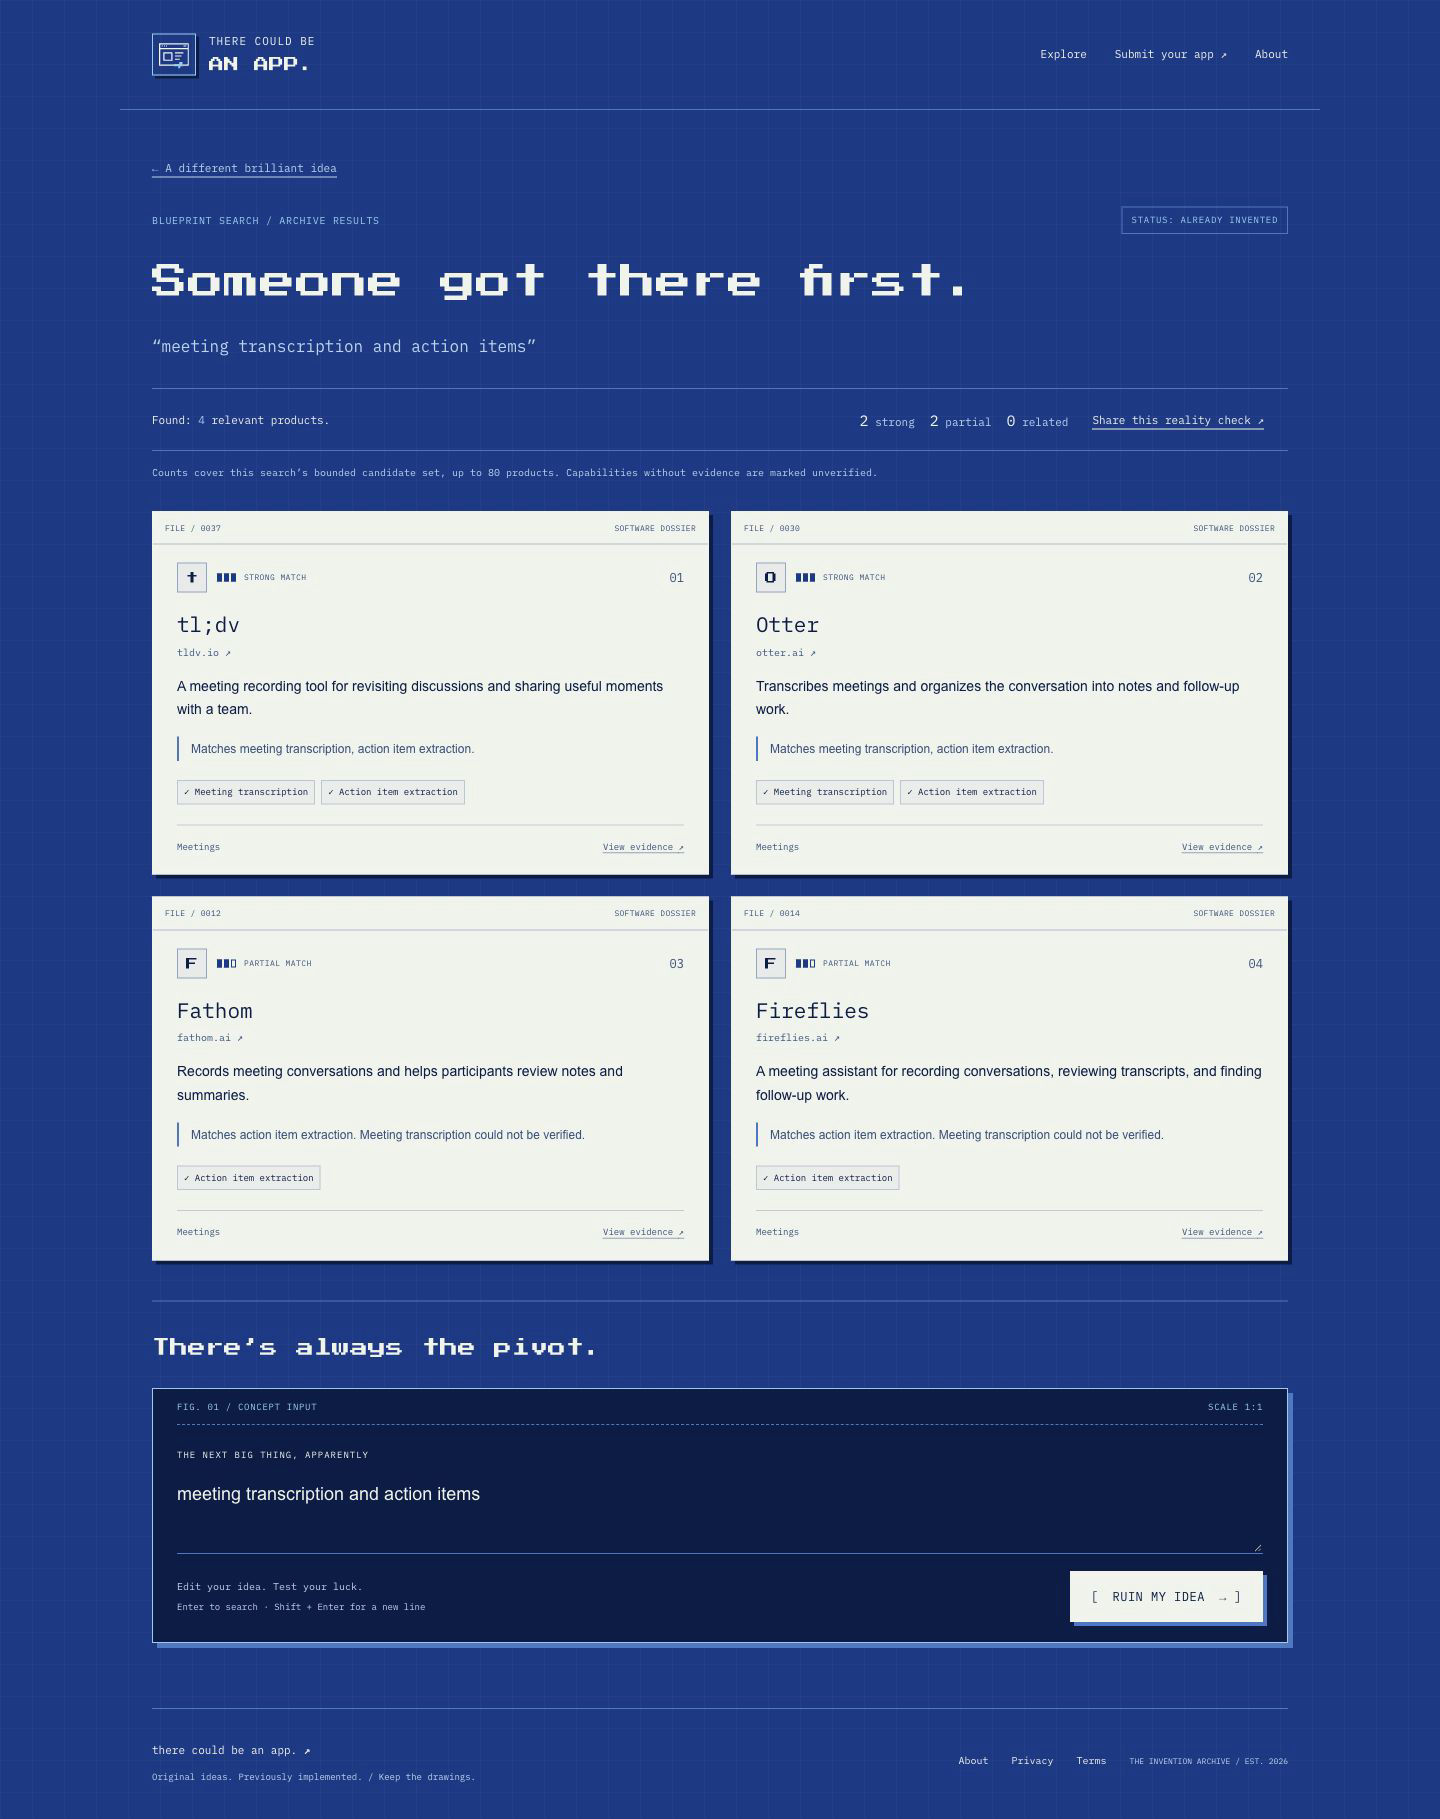 THERE COULD BE
AN APP.
Explore
Submit your app ↗
About
← A different brilliant idea
BLUEPRINT SEARCH / ARCHIVE RESULTS
STATUS: ALREADY INVENTED
Someone got there first.
“meeting transcription and action items”
Found: 4 relevant products.
2 strong 2 partial 0 related
Share this reality check ↗
Counts cover this search’s bounded candidate set, up to 80 products. Capabilities without evidence are marked unverified.
FILE / 0037
SOFTWARE DOSSIER
t
STRONG MATCH
01
tl;dv
tldv.io ↗
A meeting recording tool for revisiting discussions and sharing useful moments
with a team.
Matches meeting transcription, action item extraction.
✓ Meeting transcription
✓ Action item extraction
Meetings
View evidence ↗
FILE / 0030
SOFTWARE DOSSIER
O
STRONG MATCH
02
Otter
otter.ai ↗
Transcribes meetings and organizes the conversation into notes and follow-up
work.
Matches meeting transcription, action item extraction.
✓ Meeting transcription
✓ Action item extraction
Meetings
View evidence ↗
FILE / 0012
SOFTWARE DOSSIER
F
PARTIAL MATCH
03
Fathom
fathom.ai ↗
Records meeting conversations and helps participants review notes and
summaries.
Matches action item extraction. Meeting transcription could not be verified.
✓ Action item extraction
Meetings
View evidence ↗
FILE / 0014
SOFTWARE DOSSIER
F
PARTIAL MATCH
04
Fireflies
fireflies.ai ↗
A meeting assistant for recording conversations, reviewing transcripts, and finding
follow-up work.
Matches action item extraction. Meeting transcription could not be verified.
✓ Action item extraction
Meetings
View evidence ↗
There’s always the pivot.
FIG. 01 / CONCEPT INPUT
SCALE 1:1
THE NEXT BIG THING, APPARENTLY
meeting transcription and action items
Edit your idea. Test your luck.
Enter to search · Shift + Enter for a new line
[ RUIN MY IDEA → ]
there could be an app. ↗
Original ideas. Previously implemented. / Keep the drawings.
About
Privacy
Terms
THE INVENTION ARCHIVE / EST. 2026